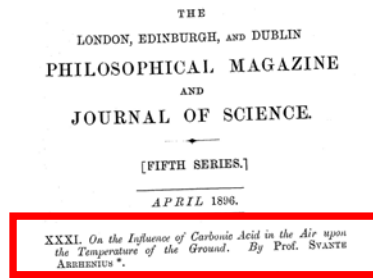 THE
LONDON, EDINBURGH, AND DUBLIN
PHILOSOPHICAL MAGAZINE
AND
JOURNAL OF SCIENCE.
[FIFTH SERIES.]
APRIL 1896.
XXXI. On the Influence of Carbonic Acid in the Air upon
the Temperature of the Ground. By Prof. SVANTE
ARRHENIUS *.